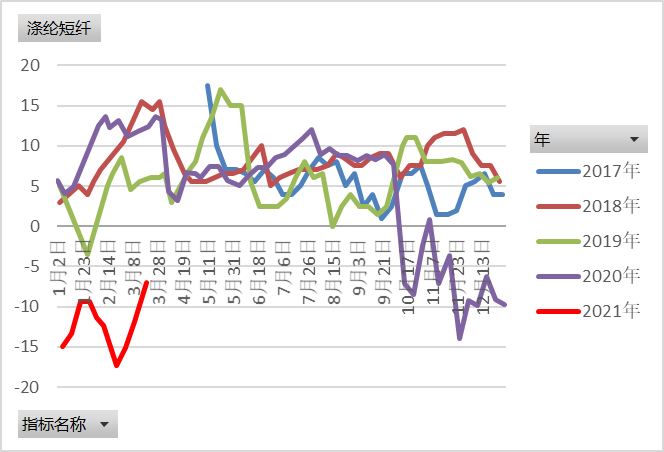 涤纶短纤
20
15
10
5
0
-5
-10
-15
-20
1月2日
1月23日
2月14日
3月8日
3月28日
4月19日
5月11日
5月31日
6月18日
7月6日
7月26日
8月15日
9月3日
9月21日
10月17日
11月7日
11月23日
12月13日
年
2017年
2018年
2019年
2020年
2021年
指标名称